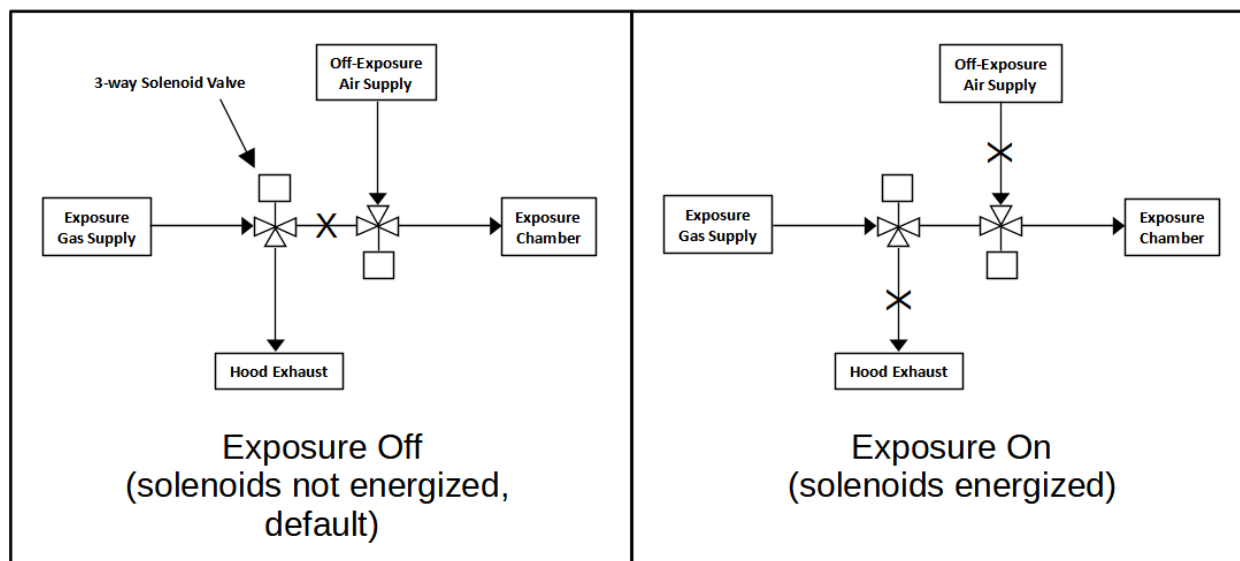 3-way Solenoid Valve
Off-Exposure
Air Supply
Exposure
Gas Supply
X
Exposure
Chamber
Hood Exhaust
Exposure Off
(solenoids not energized,
default)
Off-Exposure
Air Supply
X
Exposure
Gas Supply
Exposure
Chamber
X
Hood Exhaust
Exposure On
(solenoids energized)